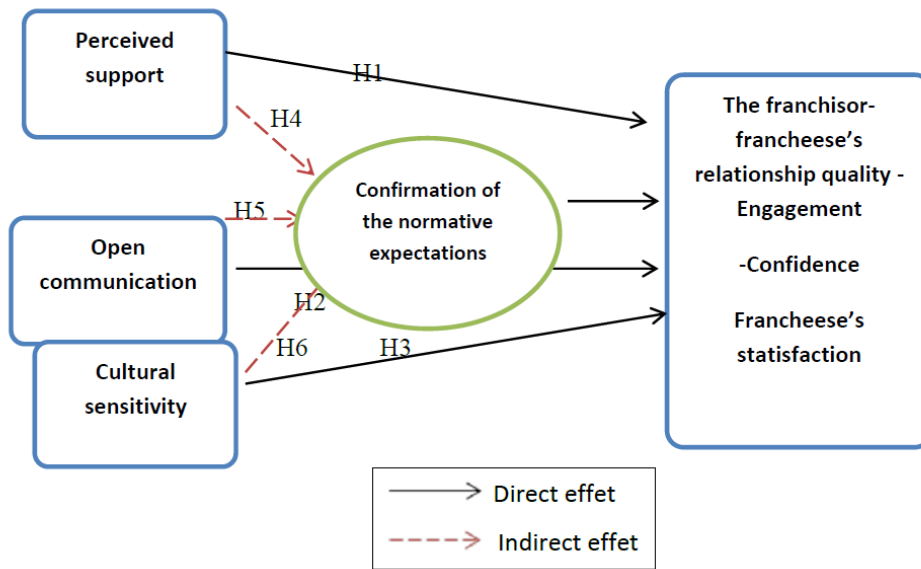 Perceived
support
H1
H4
The franchisor-
francheese's
relationship quality -
Engagement
-Confidence
Francheese's
statisfaction
Confirmation of
the normative
expectations
H5
Open
communication
H2
H6
H3
Cultural
sensitivity
Direct effet
Indirect effet